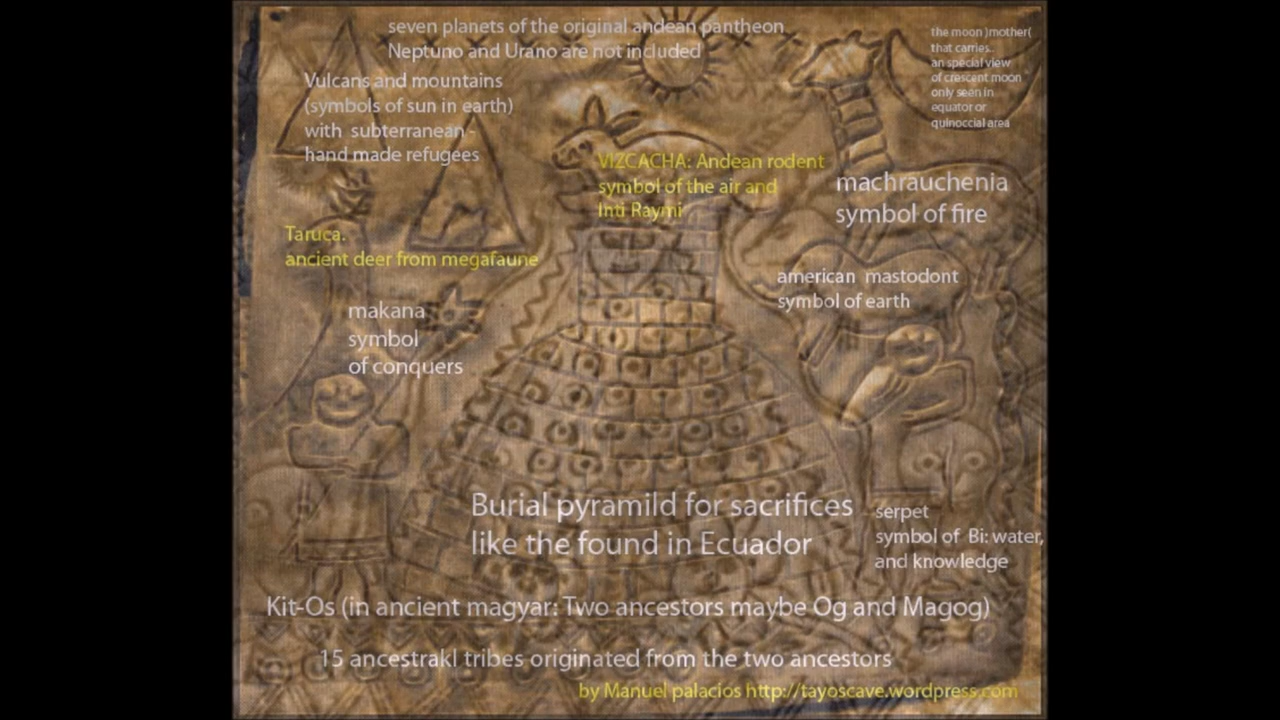 seven planets of the original andean pantheon
Neptuno and Urano are not included
the moon )mother(
that carries..
an special view
of crescent moon
only seen in
equator or
quinoccial area
Vulcans and mountains
(symbols of sun in earth)
with subterranean -
hand made refugees
VIZCACHA: Andean rodent
symbol of the air and
Inti Raymi
machrauchenia
symbol of fire
Taruca.
ancient deer from megafaune
american mastodont
symbol of earth
makana
symbol
of conquers
Burial pyramild for sacrifices
like the found in Ecuador
serpet
symbol of Bi: water,
and knowledge
Kit-Os (in ancient magyar: Two ancestors maybe Og and Magog)
15 ancestrakl tribes originated from the two ancestors
by Manuel palacios http://tayoscave.wordpress.com